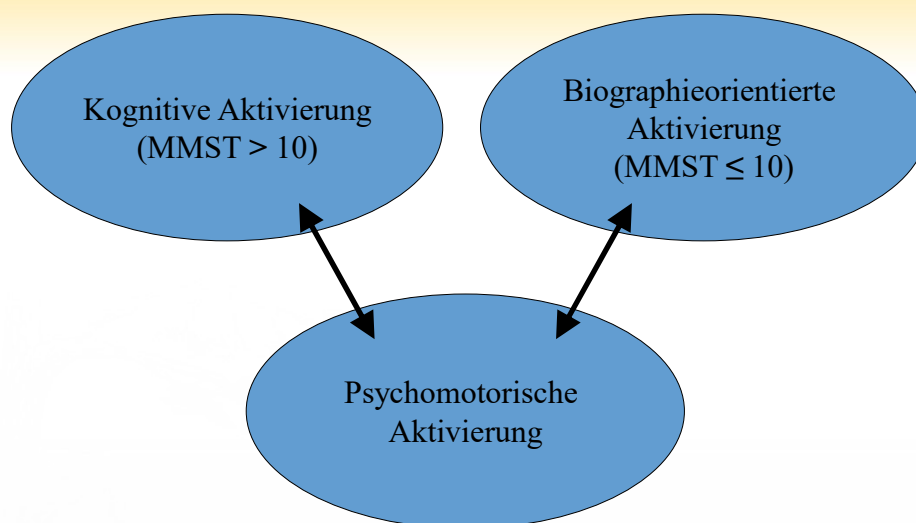 Kognitive Aktivierung
(MMST > 10)
Biographieorientierte
Aktivierung
(MMST ≤ 10)
Psychomotorische
Aktivierung